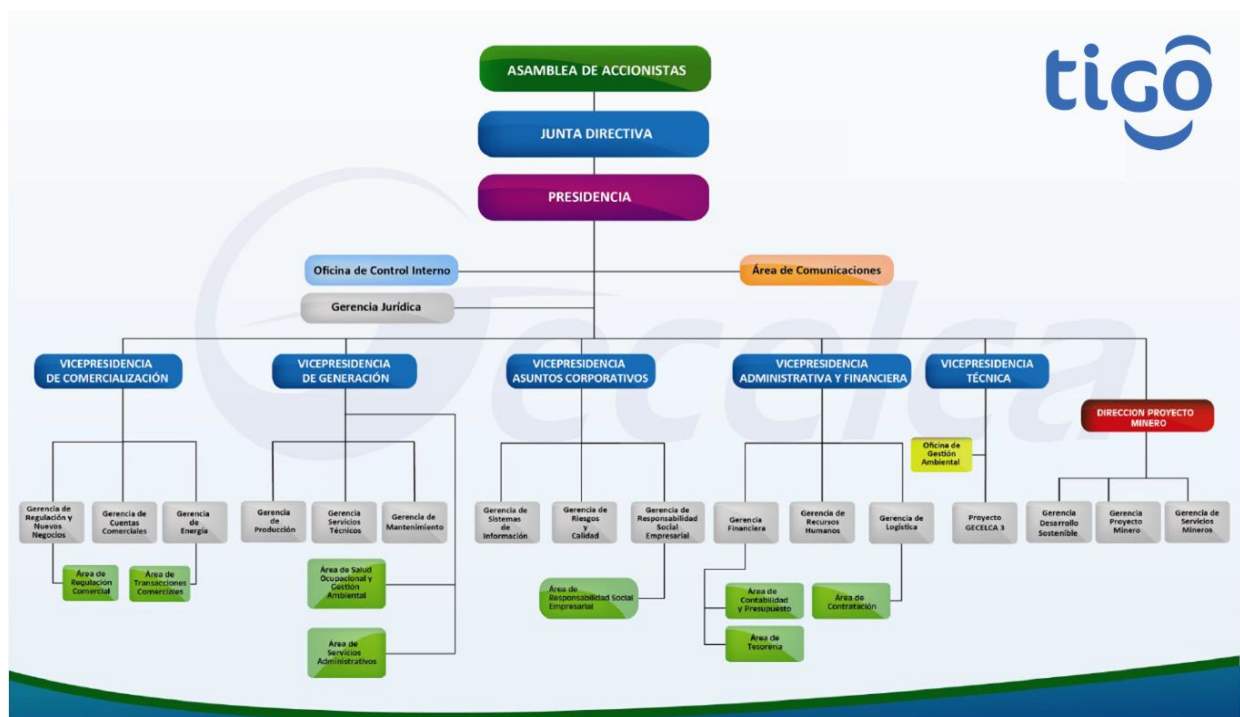 tigo
ASAMBLEA DE ACCIONISTAS
JUNTA DIRECTIVA
PRESIDENCIA
Oficina de Control Interno
Área de Comunicaciones
Gerencia Jurídica
Gecelca
VICEPRESIDENCIA
DE COMERCIALIZACIÓN
VICEPRESIDENCIA
DE GENERACIÓN
VICEPRESIDENCIA
ASUNTOS CORPORATIVOS
VICEPRESIDENCIA
ADMINISTRATIVA Y FINANCIERA
VICEPRESIDENCIA
TÉCNICA
DIRECCION PROYECTO
MINERO
Oficina de
Gestión
Ambiental
Gerencia de
Regulación y
Nuevos
Negocios
Gerencia de
Cuentas
Comerciales
Gerencia
de
Energía
Gerencia
de
Producción
Gerencia
Servicios
Técnicos
Gerencia de
Mantenimiento
Gerencia de
Sistemas
de
Información
Gerencia de
Riesgos
y
Calidad
Gerencia de
Responsabilidad
Social
Empresarial
Gerencia
Financiera
Gerencia de
Recursos
Humanos
Gerencia de
Logística
Proyecto
GECELCA 3
Gerencia
Desarrollo
Sostenible
Gerencia
Proyecto
Minero
Gerencia de
Servicios
Mineros
Área de
Regulación
Comercial
Área de
Transacciones
Comerciales
Área de Salud
Ocupacional y
Gestión
Ambiental
Área de
Servicios
Administrativos
Área de
Responsabilidad Social
Empresarial
Área de
Contabilidad
y Presupuesto
Área de
Tesorería
Área de
Contratación